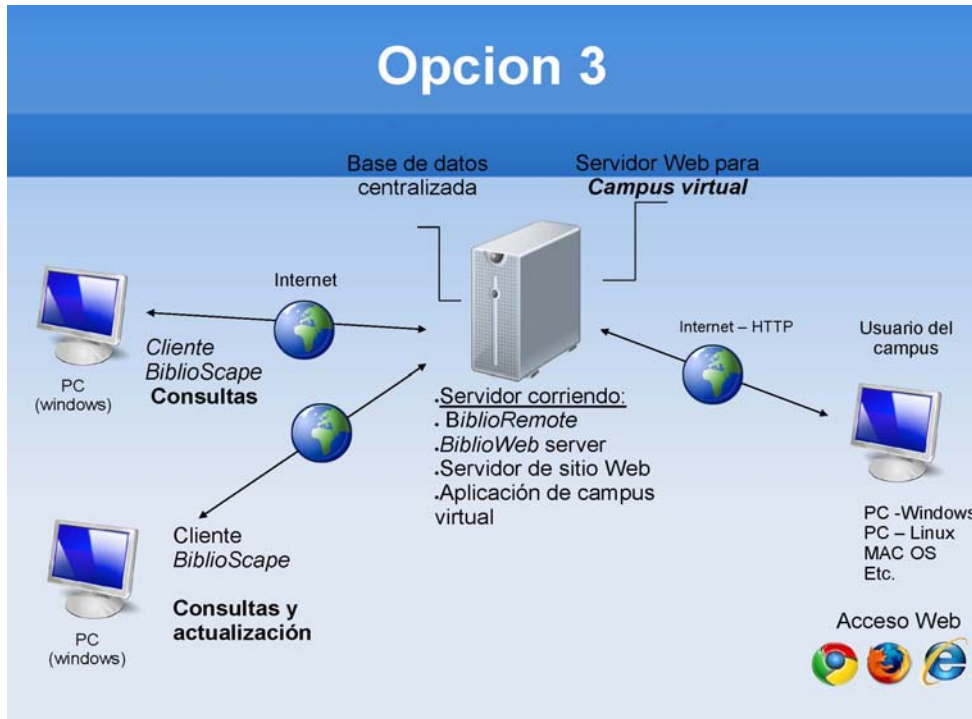 Opcion 3
Base de datos
centralizada
Servidor Web para
Campus virtual
Internet
Cliente
BiblioScape
Consultas
PC
(windows)
Internet – HTTP
Usuario del
campus
.Servidor corriendo:
. BiblioRemote
.BiblioWeb server
.Servidor de sitio Web
.Aplicación de campus
virtual
Cliente
BiblioScape
Consultas y
actualización
PC
(windows)
PC -Windows
PC – Linux
MAC OS
Etc.
Acceso Web